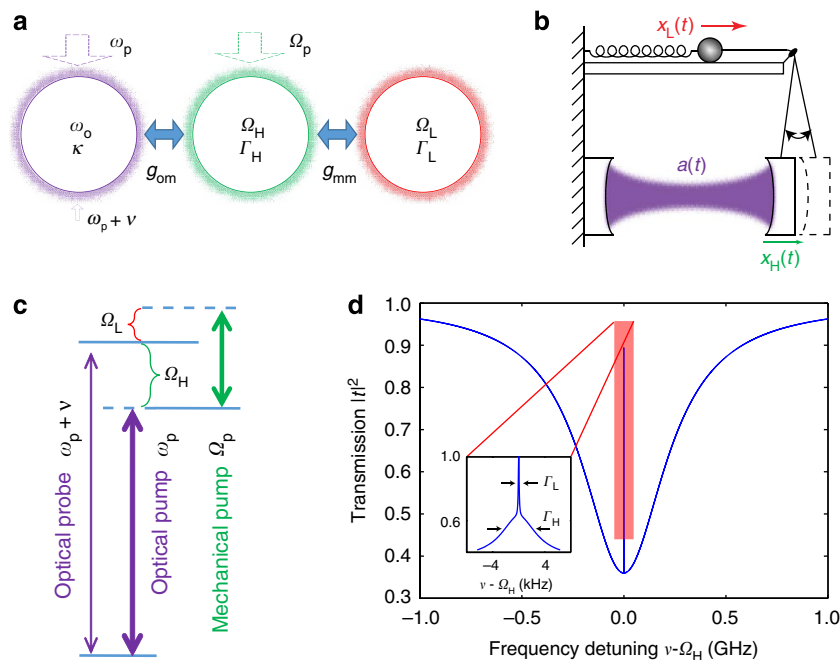 a
ω_p
Ω_p
ω_o
κ
Ω_H
Γ_H
Ω_L
Γ_L
g_om
g_mm
ω_p + ν
b
x_L(t)
a(t)
x_H(t)
c
Ω_L
Ω_H
Optical probe ω_p + ν
Optical pump ω_p
Mechanical pump Ω_p
d
Transmission |t|²
1.0
0.9
0.8
0.7
0.6
0.5
0.4
0.3
1.0
0.6
Γ_L
Γ_H
−4 4
ν - Ω_H (kHz)
−1.0 −0.5 0.0 0.5 1.0
Frequency detuning ν-Ω_H (GHz)